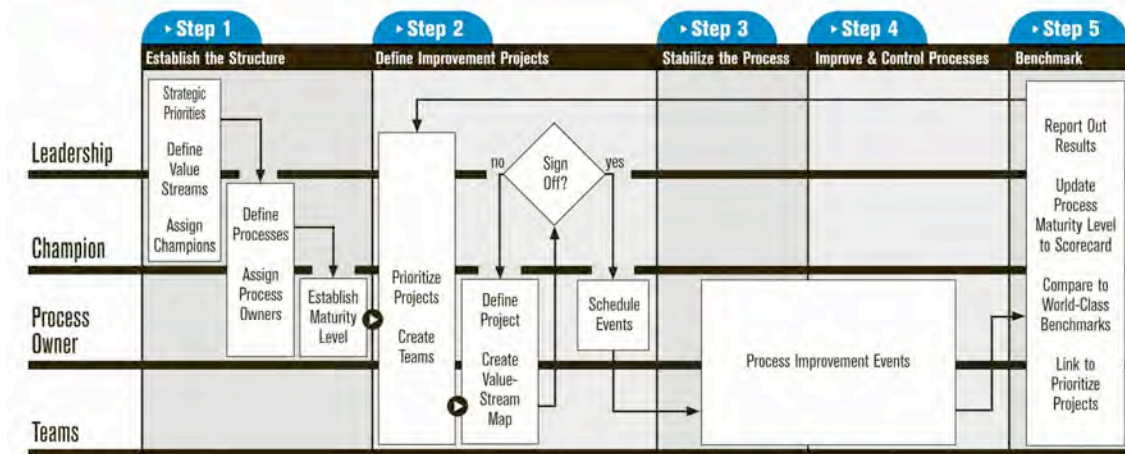 ▸ Step 1
▸ Step 2
▸ Step 3
▸ Step 4
▸ Step 5
Establish the Structure
Define Improvement Projects
Stabilize the Process
Improve & Control Processes
Benchmark
Leadership
Champion
Process
Owner
Teams
Strategic
Priorities
Define
Value
Streams
Assign
Champions
Define
Processes
Assign
Process
Owners
Establish
Maturity
Level
Prioritize
Projects
Create
Teams
no
Sign
Off?
yes
Define
Project
Create
Value-
Stream
Map
Schedule
Events
Process Improvement Events
Report Out
Results
Update
Process
Maturity Level
to Scorecard
Compare to
World-Class
Benchmarks
Link to
Prioritize
Projects